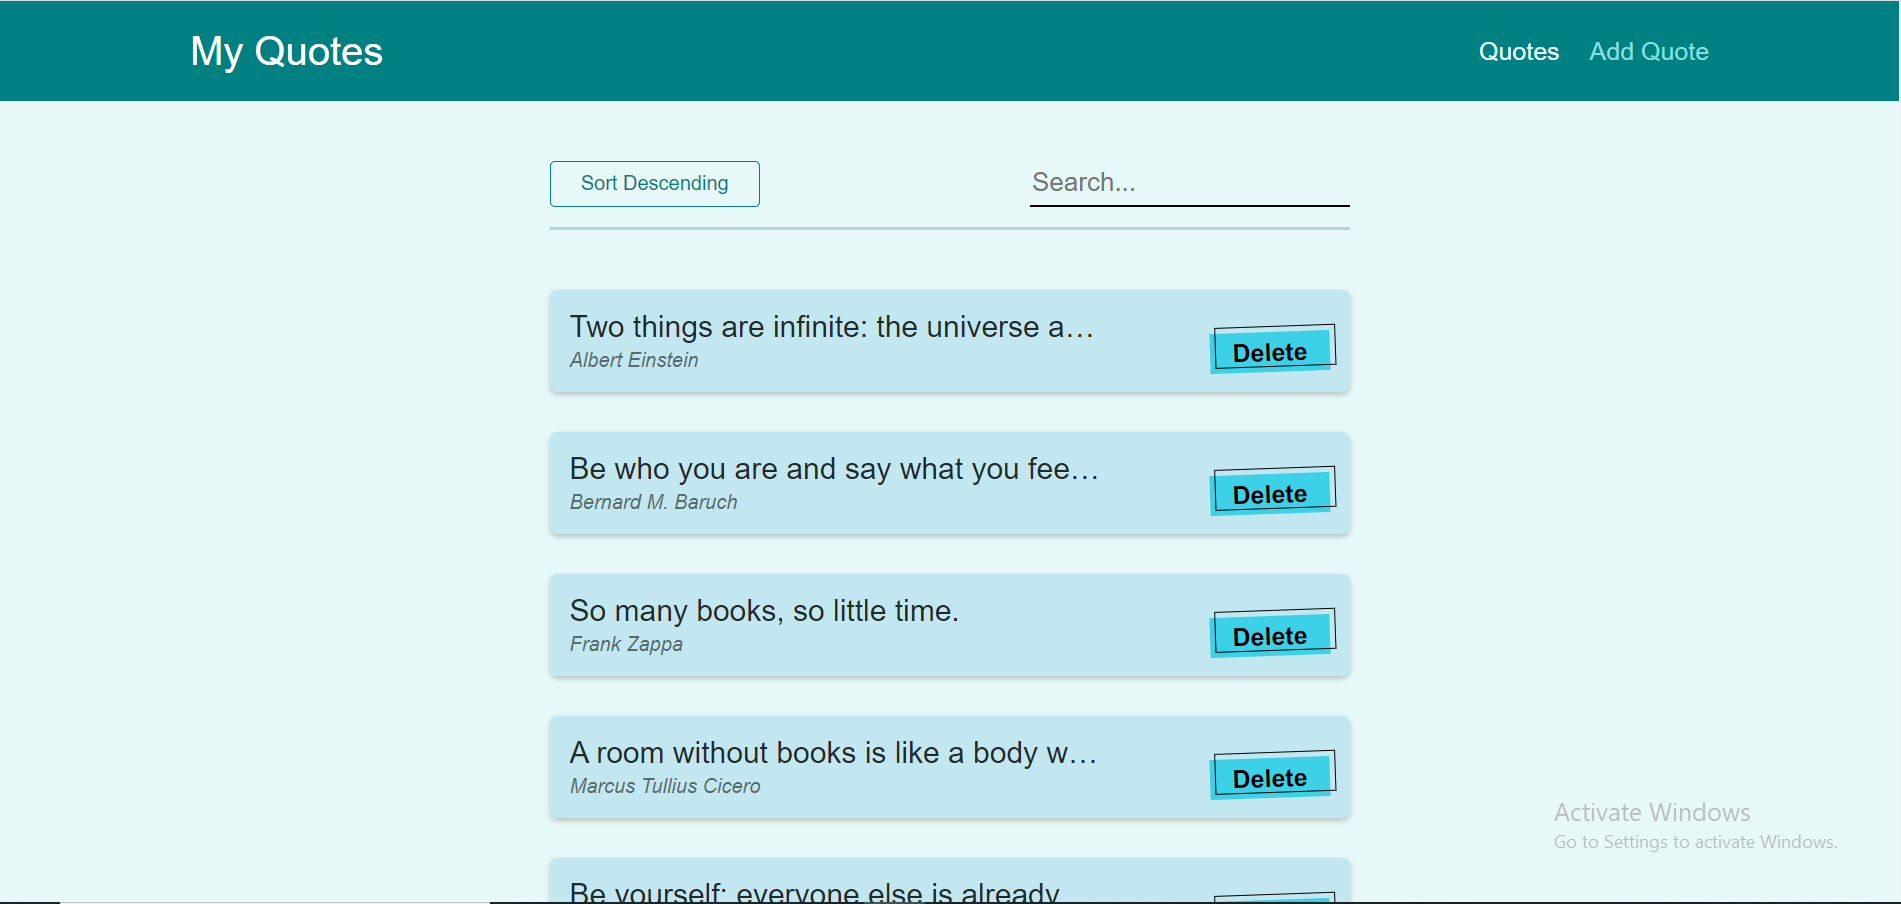 My Quotes
Quotes Add Quote
Sort Descending
Search...
Two things are infinite: the universe a...
Albert Einstein
Delete
Be who you are and say what you fee...
Bernard M. Baruch
Delete
So many books, so little time.
Frank Zappa
Delete
A room without books is like a body w...
Marcus Tullius Cicero
Delete
Activate Windows
Go to Settings to activate Windows.
Be yourself; everyone else is already